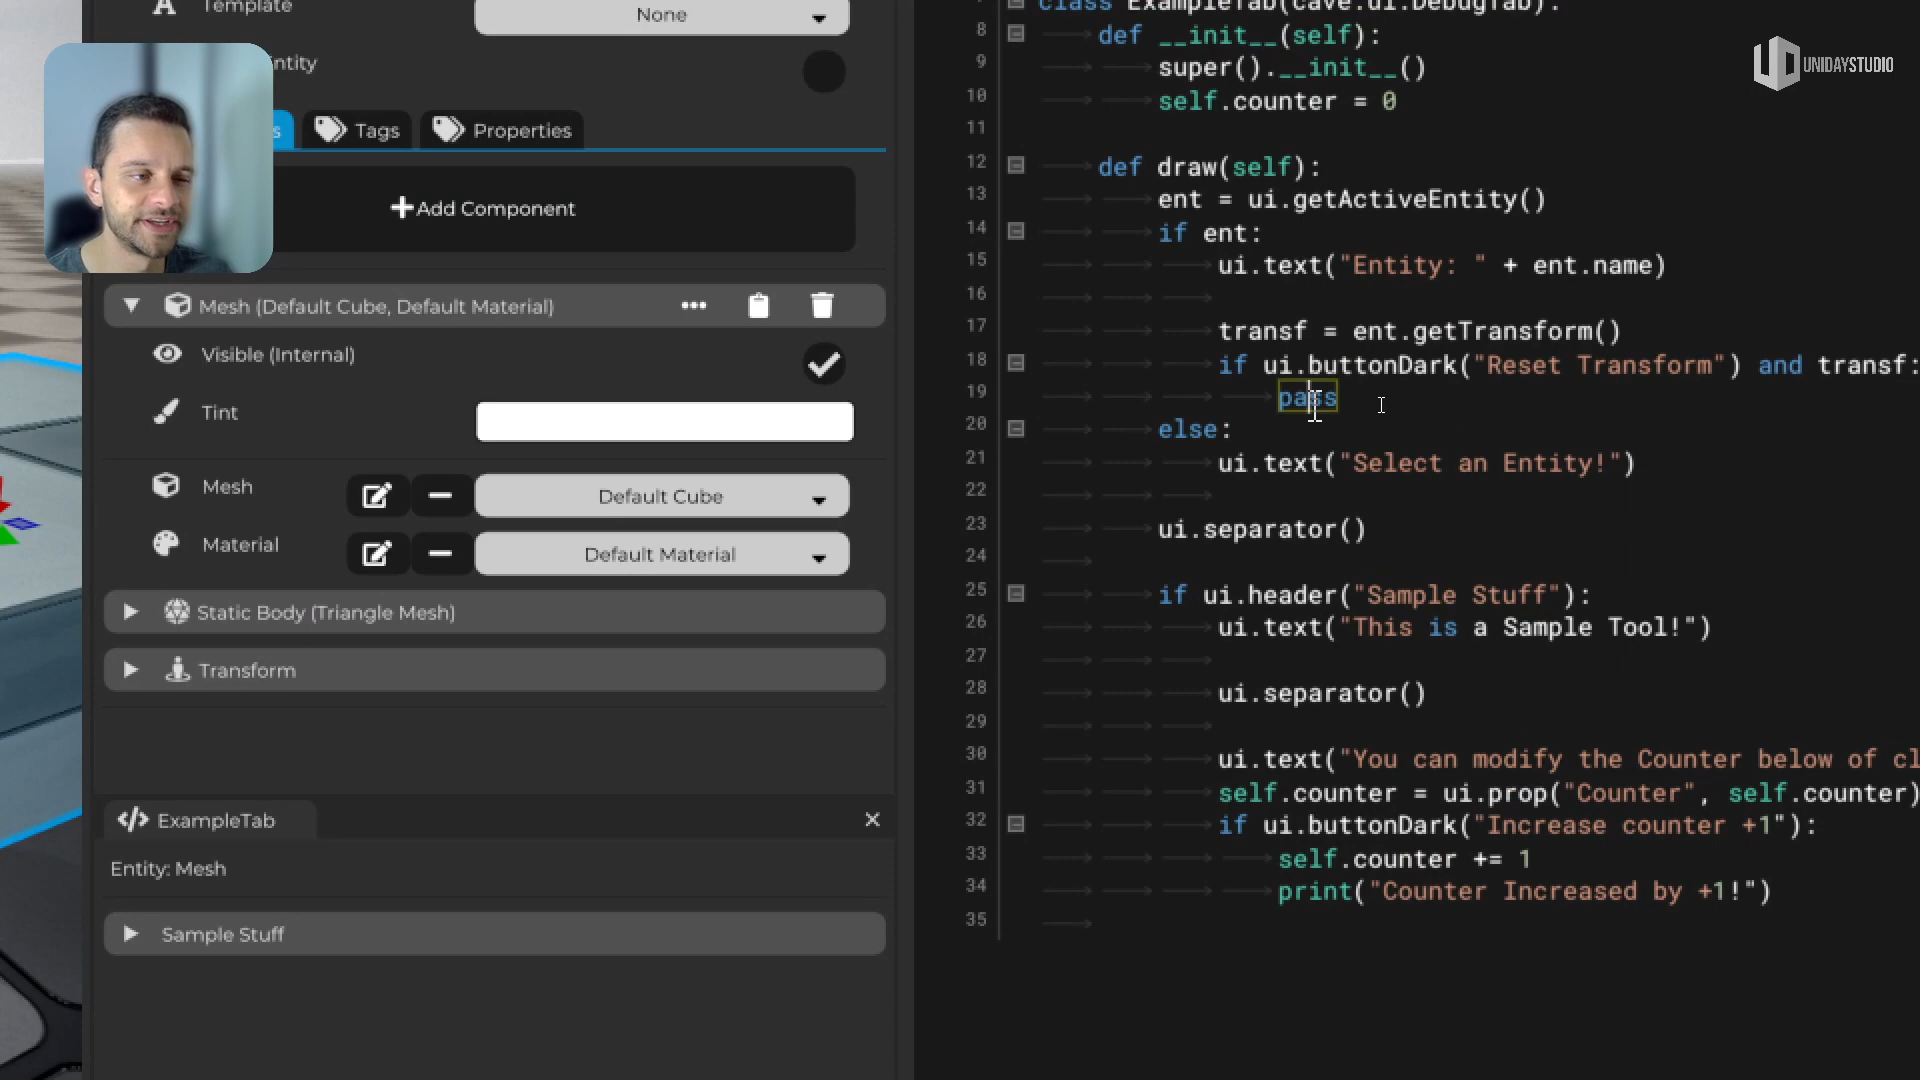 Template
None
UNIDAYSTUDIO
Tags
Properties
Add Component
Mesh (Default Cube, Default Material)
Visible (Internal)
Tint
Mesh
Default Cube
Material
Default Material
Static Body (Triangle Mesh)
Transform
ExampleTab
Entity: Mesh
Sample Stuff
class ExampleTab(cave.ui.DebugTab):
8 def __init__(self):
9 super().__init__()
10 self.counter = 0
11
12 def draw(self):
13 ent = ui.getActiveEntity()
14 if ent:
15 ui.text("Entity: " + ent.name)
16
17 transf = ent.getTransform()
18 if ui.buttonDark("Reset Transform") and transf:
19 pass
20 else:
21 ui.text("Select an Entity!")
22
23 ui.separator()
24
25 if ui.header("Sample Stuff"):
26 ui.text("This is a Sample Tool!")
27
28 ui.separator()
29
30 ui.text("You can modify the Counter below of cl
31 self.counter = ui.prop("Counter", self.counter)
32 if ui.buttonDark("Increase counter +1"):
33 self.counter += 1
34 print("Counter Increased by +1!")
35